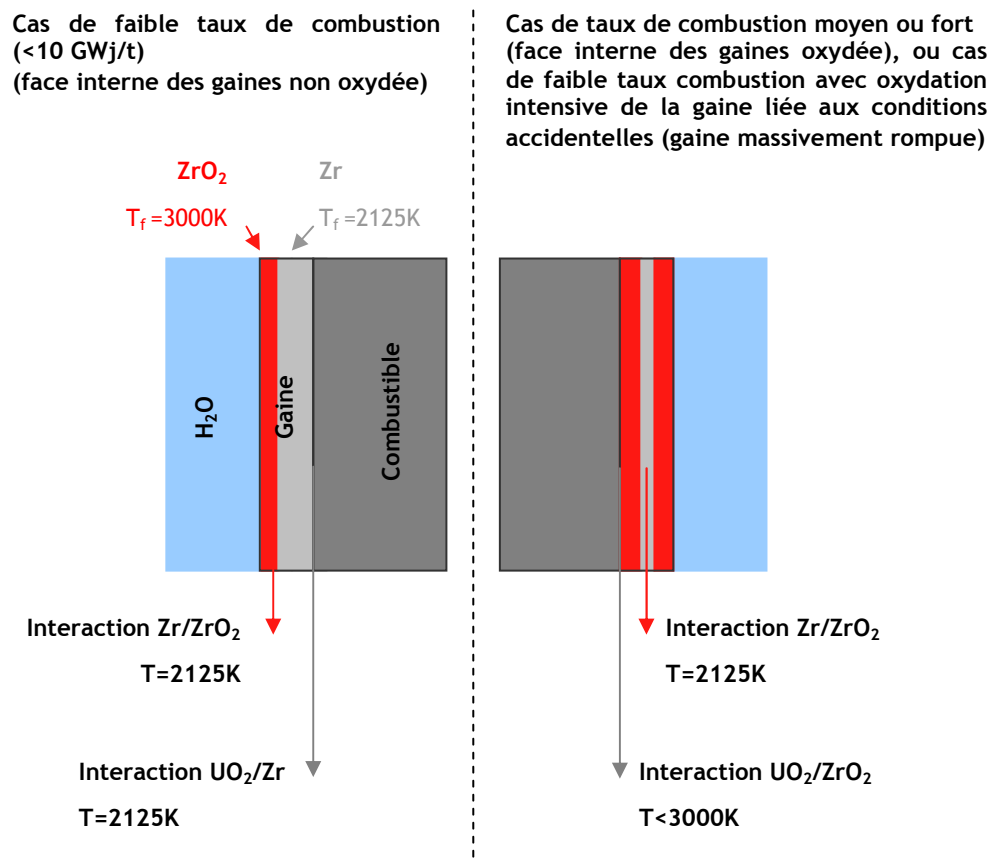 Cas de faible taux de combustion
(<10 GWj/t)
(face interne des gaines non oxydée)
Cas de taux de combustion moyen ou fort
(face interne des gaines oxydée), ou cas
de faible taux combustion avec oxydation
intensive de la gaine liée aux conditions
accidentelles (gaine massivement rompue)
ZrO₂
Zr
T_f =3000K
T_f =2125K
H₂O
Gaine
Combustible
Interaction Zr/ZrO₂
T=2125K
Interaction UO₂/Zr
T=2125K
Interaction Zr/ZrO₂
T=2125K
Interaction UO₂/ZrO₂
T<3000K